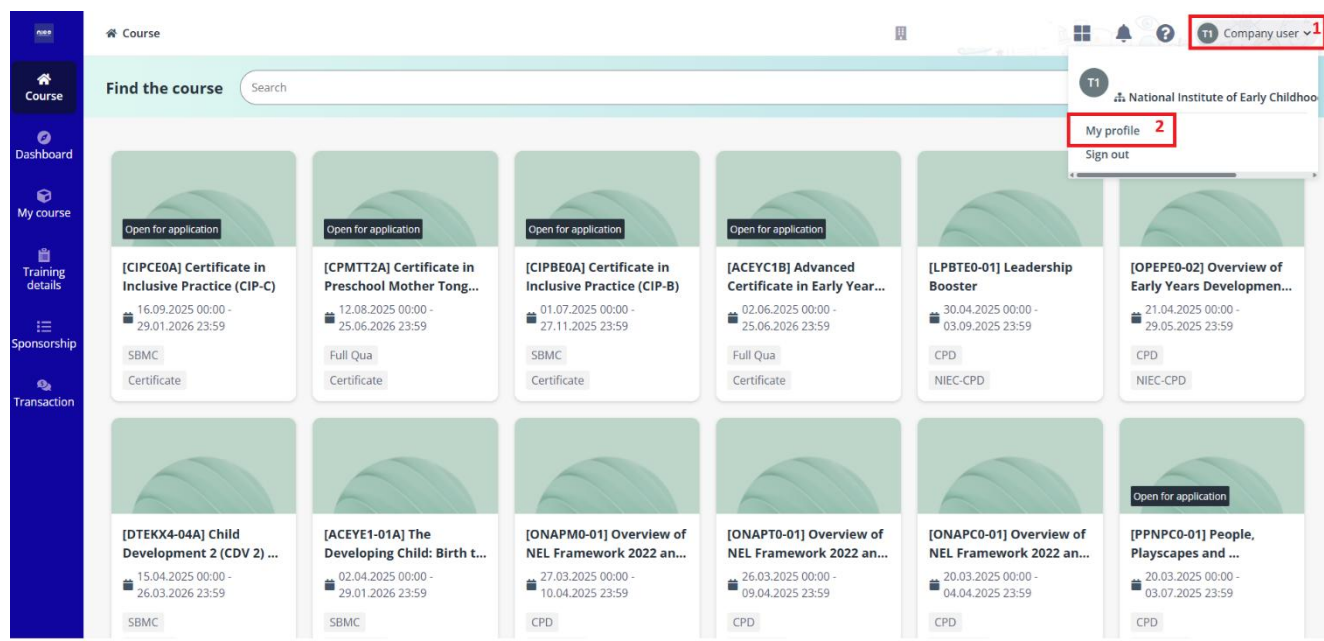 niec
Course
T1 Company user
1
Course
Dashboard
My course
Training
details
Sponsorship
Transaction
Find the course
Search
T1
National Institute of Early Childhoo
My profile
2
Sign out
Open for application
[CIPCE0A] Certificate in
Inclusive Practice (CIP-C)
16.09.2025 00:00 -
29.01.2026 23:59
SBMC
Certificate
Open for application
[CPMTT2A] Certificate in
Preschool Mother Tong...
12.08.2025 00:00 -
25.06.2026 23:59
Full Qua
Certificate
Open for application
[CIPBE0A] Certificate in
Inclusive Practice (CIP-B)
01.07.2025 00:00 -
27.11.2025 23:59
SBMC
Certificate
Open for application
[ACEYC1B] Advanced
Certificate in Early Year...
02.06.2025 00:00 -
25.06.2026 23:59
Full Qua
Certificate
[LPBTE0-01] Leadership
Booster
30.04.2025 00:00 -
03.09.2025 23:59
CPD
NIEC-CPD
[OPEPE0-02] Overview of
Early Years Developmen...
21.04.2025 00:00 -
29.05.2025 23:59
CPD
NIEC-CPD
[DTEKX4-04A] Child
Development 2 (CDV 2) ...
15.04.2025 00:00 -
26.03.2026 23:59
SBMC
[ACEYE1-01A] The
Developing Child: Birth t...
02.04.2025 00:00 -
29.01.2026 23:59
SBMC
[ONAPM0-01] Overview of
NEL Framework 2022 an...
27.03.2025 00:00 -
10.04.2025 23:59
CPD
[ONAPT0-01] Overview of
NEL Framework 2022 an...
26.03.2025 00:00 -
09.04.2025 23:59
CPD
[ONAPC0-01] Overview of
NEL Framework 2022 an...
20.03.2025 00:00 -
04.04.2025 23:59
CPD
Open for application
[PPNPC0-01] People,
Playscapes and ...
20.03.2025 00:00 -
03.07.2025 23:59
CPD